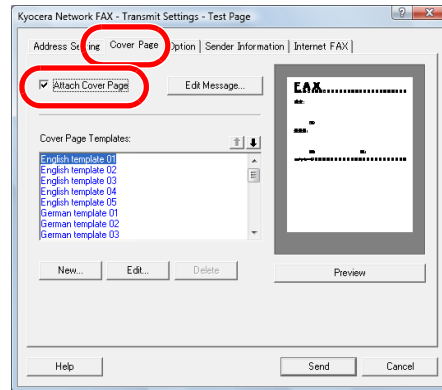 Kyocera Network FAX - Transmit Settings - Test Page
Address Setting Cover Page Option Sender Information Internet FAX
Attach Cover Page Edit Message...
FAX
Cover Page Templates:
English template 01
English template 02
English template 03
English template 04
English template 05
German template 01
German template 02
German template 03
New... Edit... Delete Preview
Help Send Cancel